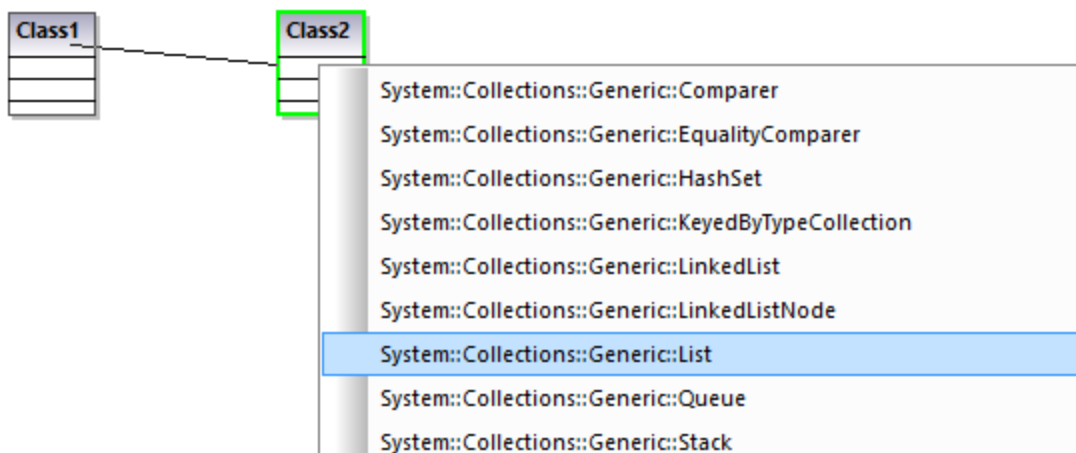 Class1
Class2
System::Collections::Generic::Comparer
System::Collections::Generic::EqualityComparer
System::Collections::Generic::HashSet
System::Collections::Generic::KeyedByTypeCollection
System::Collections::Generic::LinkedList
System::Collections::Generic::LinkedListNode
System::Collections::Generic::List
System::Collections::Generic::Queue
System::Collections::Generic::Stack